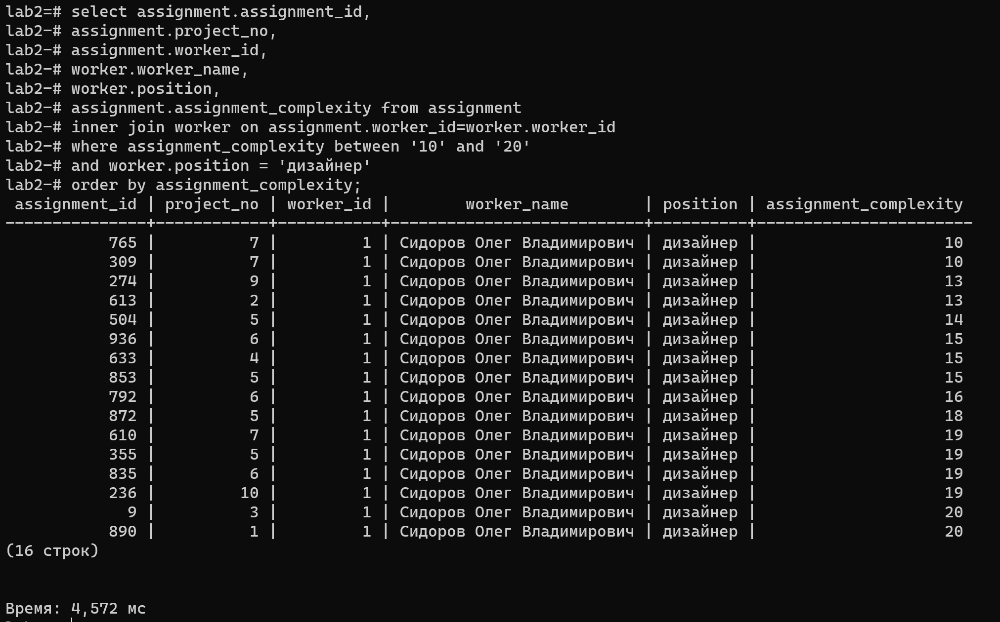 lab2=# select assignment.assignment_id,
lab2-# assignment.project_no,
lab2-# assignment.worker_id,
lab2-# worker.worker_name,
lab2-# worker.position,
lab2-# assignment.assignment_complexity from assignment
lab2-# inner join worker on assignment.worker_id=worker.worker_id
lab2-# where assignment_complexity between '10' and '20'
lab2-# and worker.position = 'дизайнер'
lab2-# order by assignment_complexity;
 assignment_id | project_no | worker_id |        worker_name        | position | assignment_complexity
---------------+------------+-----------+---------------------------+----------+-----------------------
           765 |          7 |         1 | Сидоров Олег Владимирович | дизайнер |                    10
           309 |          7 |         1 | Сидоров Олег Владимирович | дизайнер |                    10
           274 |          9 |         1 | Сидоров Олег Владимирович | дизайнер |                    13
           613 |          2 |         1 | Сидоров Олег Владимирович | дизайнер |                    13
           504 |          5 |         1 | Сидоров Олег Владимирович | дизайнер |                    14
           936 |          6 |         1 | Сидоров Олег Владимирович | дизайнер |                    15
           633 |          4 |         1 | Сидоров Олег Владимирович | дизайнер |                    15
           853 |          5 |         1 | Сидоров Олег Владимирович | дизайнер |                    15
           792 |          6 |         1 | Сидоров Олег Владимирович | дизайнер |                    16
           872 |          5 |         1 | Сидоров Олег Владимирович | дизайнер |                    18
           610 |          7 |         1 | Сидоров Олег Владимирович | дизайнер |                    19
           355 |          5 |         1 | Сидоров Олег Владимирович | дизайнер |                    19
           835 |          6 |         1 | Сидоров Олег Владимирович | дизайнер |                    19
           236 |         10 |         1 | Сидоров Олег Владимирович | дизайнер |                    19
             9 |          3 |         1 | Сидоров Олег Владимирович | дизайнер |                    20
           890 |          1 |         1 | Сидоров Олег Владимирович | дизайнер |                    20
(16 строк)
Время: 4,572 мс